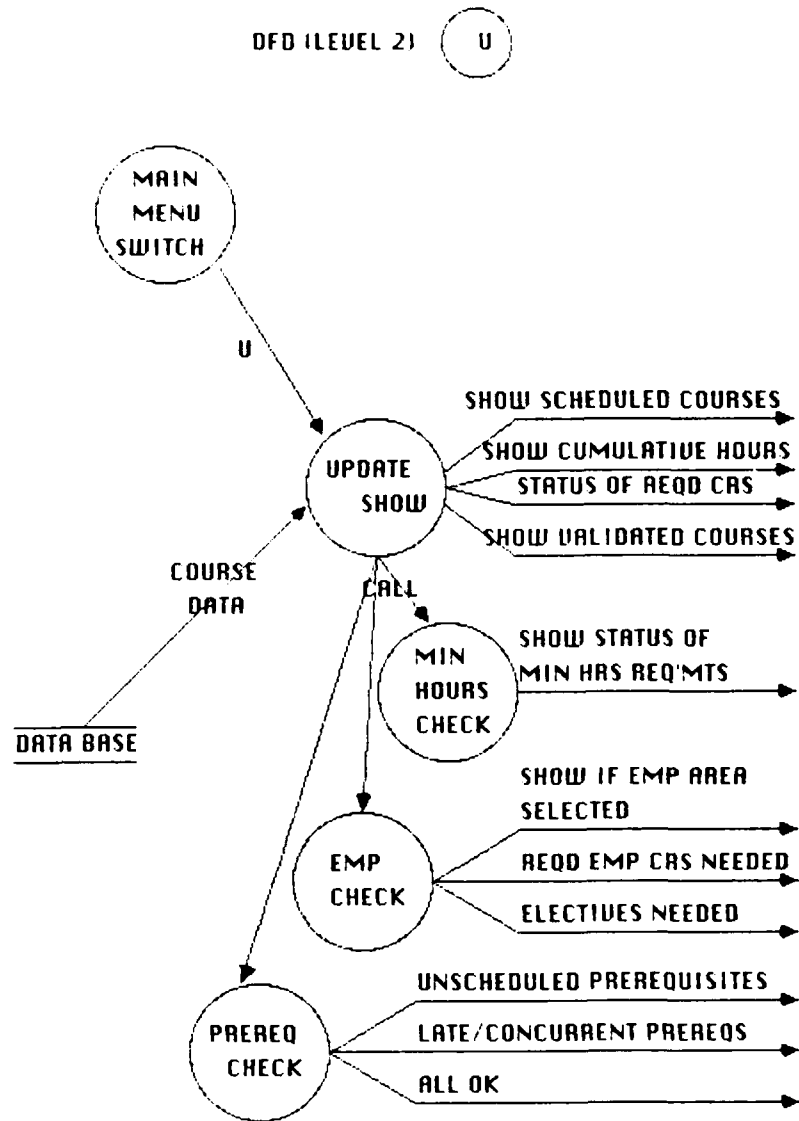 DFD (LEVEL 2) U
MAIN
MENU
SWITCH
U
SHOW SCHEDULED COURSES
SHOW CUMULATIVE HOURS
STATUS OF REQD CRS
SHOW VALIDATED COURSES
UPDATE
SHOW
COURSE
DATA
DATA BASE
CALL
MIN
HOURS
CHECK
SHOW STATUS OF
MIN HRS REQ'MTS
EMP
CHECK
SHOW IF EMP AREA
SELECTED
REQD EMP CRS NEEDED
ELECTIVES NEEDED
PREREQ
CHECK
UNSCHEDULED PREREQUISITES
LATE/CONCURRENT PREREQS
ALL OK